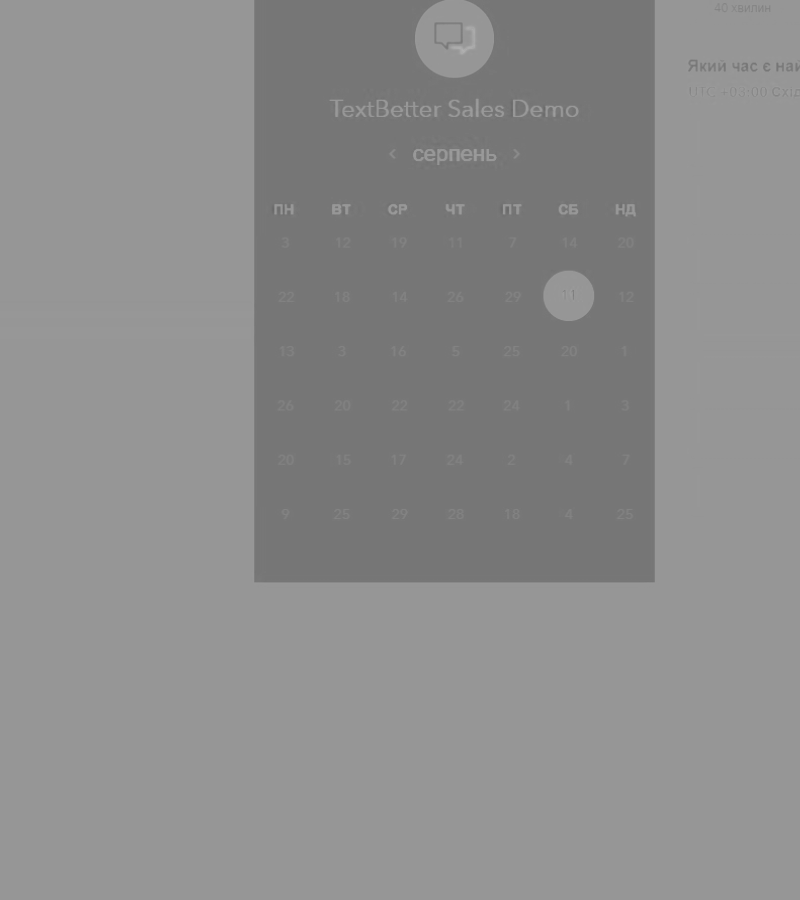 40 хвилин
TextBetter Sales Demo
Який час є най
UTC +03:00 Схід
‹ серпень ›
ПН ВТ СР ЧТ ПТ СБ НД
3 12 19 11 7 14 20
22 18 14 26 29 11 12
13 3 16 5 25 20 1
26 20 22 22 24 1 3
20 15 17 24 2 4 7
9 25 29 28 18 4 25